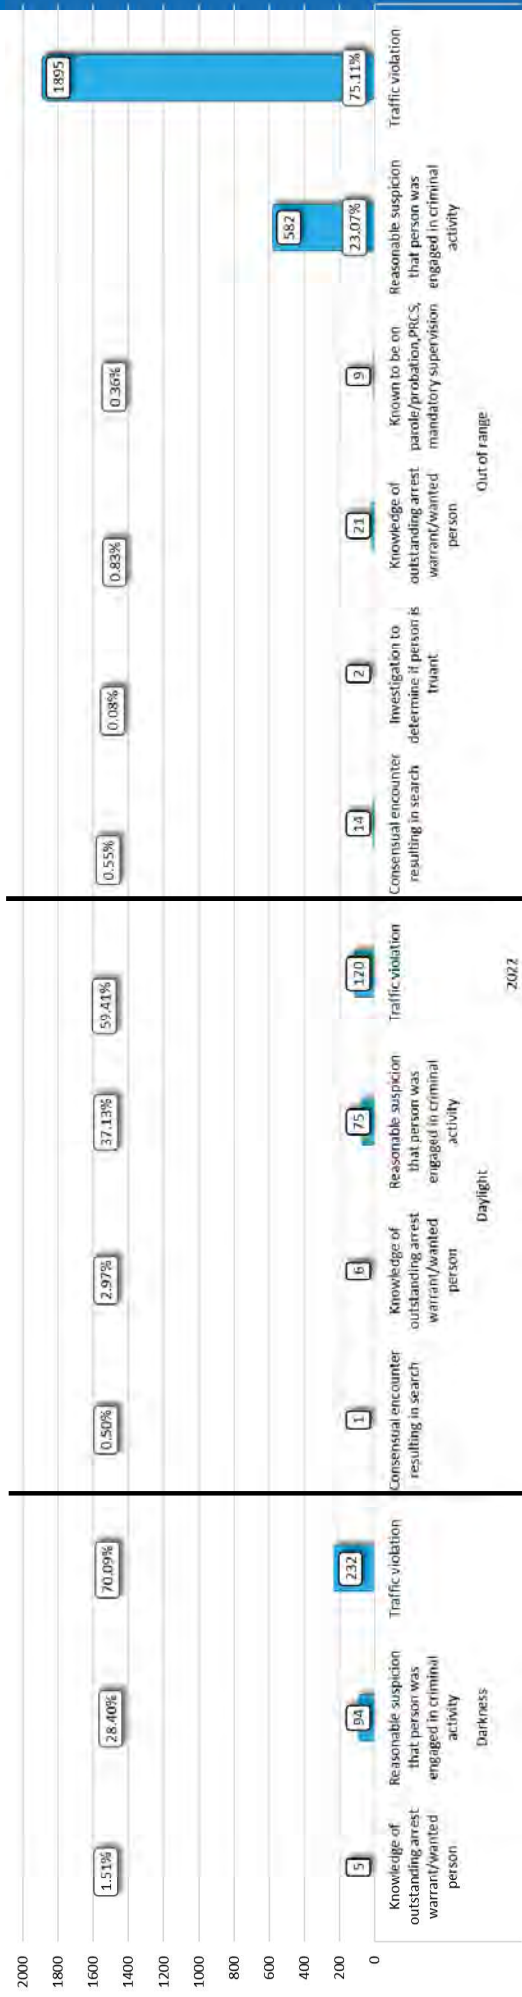 2000
1800
1600
1400
1200
1000
800
600
400
200
0
1.51%
28.40%
70.09%
0.50%
2.97%
37.13%
59.41%
0.55%
0.08%
0.83%
0.36%
5
94
232
1
6
75
120
14
2
21
9
582
23.07%
1895
75.11%
Knowledge of
outstanding arrest
warrant/wanted
person
Reasonable suspicion
that person was
engaged in criminal
activity
Traffic violation
Consensual encounter
resulting in search
Knowledge of
outstanding arrest
warrant/wanted
person
Reasonable suspicion
that person was
engaged in criminal
activity
Traffic violation
Consensual encounter
resulting in search
Investigation to
determine if person is
truant
Knowledge of
outstanding arrest
warrant/wanted
person
Known to be on
parole/probation,PRCS,
mandatory supervision
Reasonable suspicion
that person was
engaged in criminal
activity
Traffic violation
Darkness
Daylight
Out of range
2022